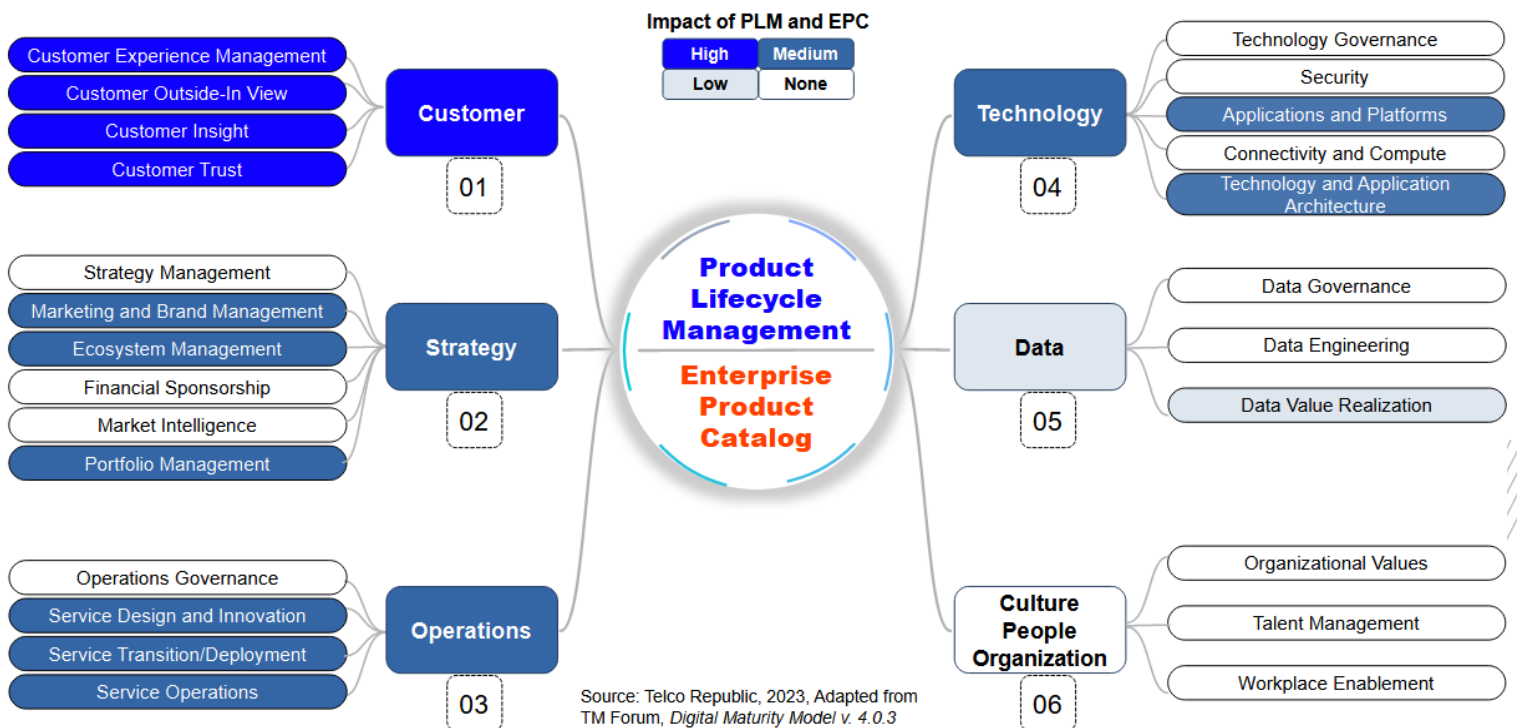 Impact of PLM and EPC
High
Medium
Low
None
Customer Experience Management
Customer Outside-In View
Customer Insight
Customer Trust
Customer
01
Strategy Management
Marketing and Brand Management
Ecosystem Management
Financial Sponsorship
Market Intelligence
Portfolio Management
Strategy
02
Operations Governance
Service Design and Innovation
Service Transition/Deployment
Service Operations
Operations
03
Product
Lifecycle
Management
Enterprise
Product
Catalog
Technology
04
Technology Governance
Security
Applications and Platforms
Connectivity and Compute
Technology and Application
Architecture
Data
05
Data Governance
Data Engineering
Data Value Realization
Culture
People
Organization
06
Organizational Values
Talent Management
Workplace Enablement
Source: Telco Republic, 2023, Adapted from
TM Forum, Digital Maturity Model v. 4.0.3